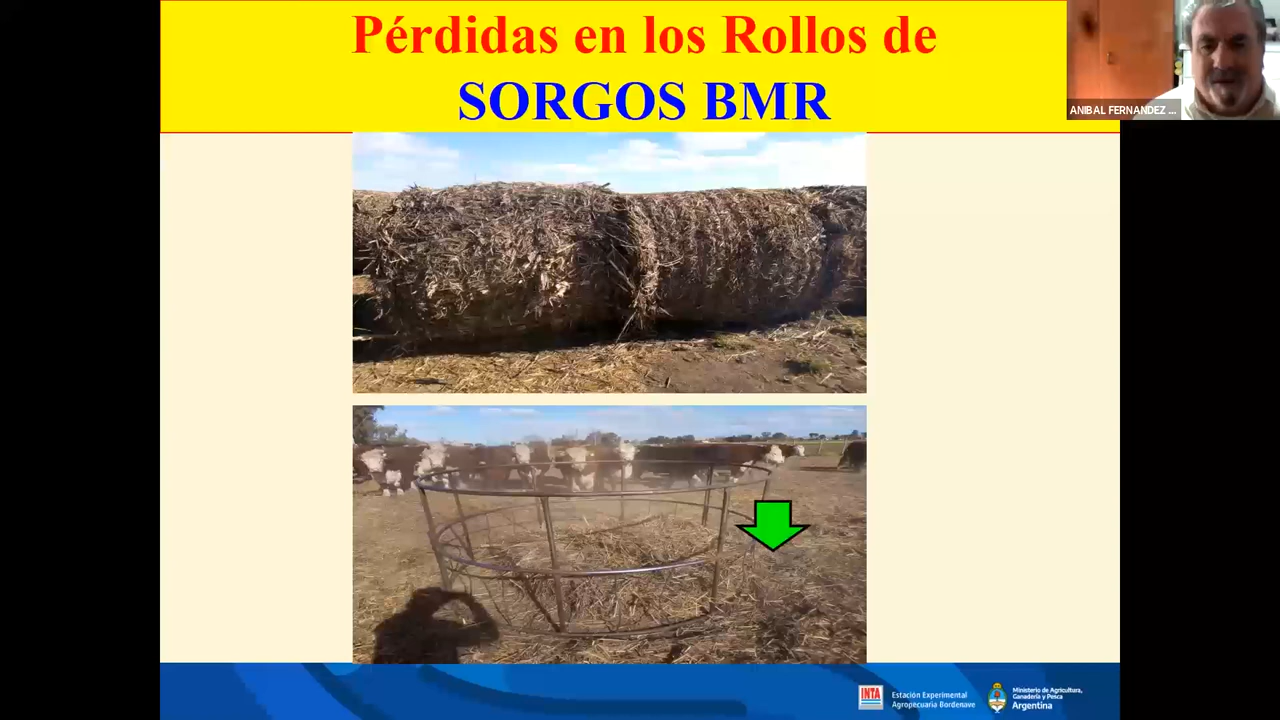 Pérdidas en los Rollos de
SORGOS BMR
ANIBAL FERNANDEZ ...
INTA
Estación Experimental
Agropecuaria Bordenave
Ministerio de Agricultura,
Ganadería y Pesca
Argentina